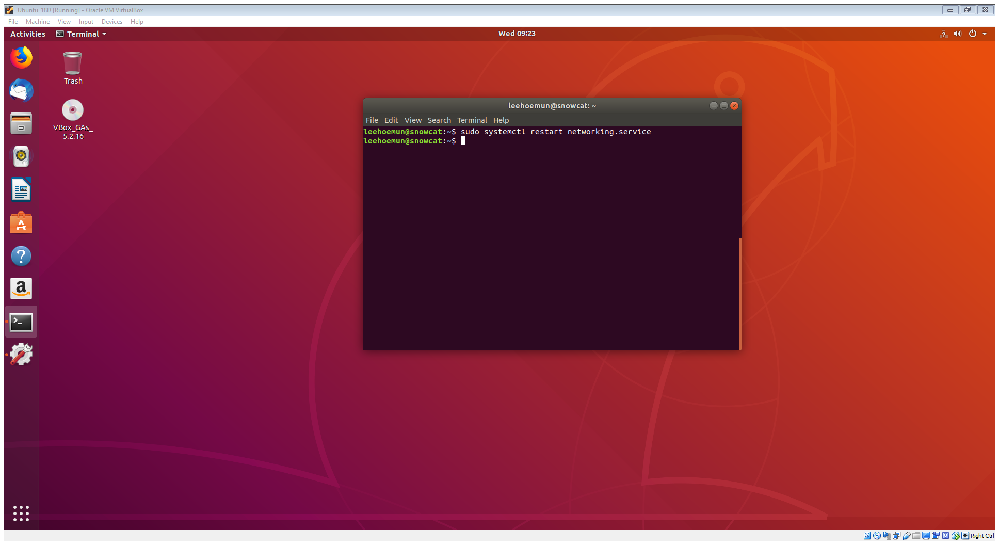 Ubuntu_18D [Running] - Oracle VM VirtualBox
File Machine View Input Devices Help
Activities Terminal Wed 09:23
Trash
VBox_GAs_
5.2.16
leehoemun@snowcat: ~
File Edit View Search Terminal Help
leehoemun@snowcat:~$ sudo systemctl restart networking.service
leehoemun@snowcat:~$
Right Ctrl